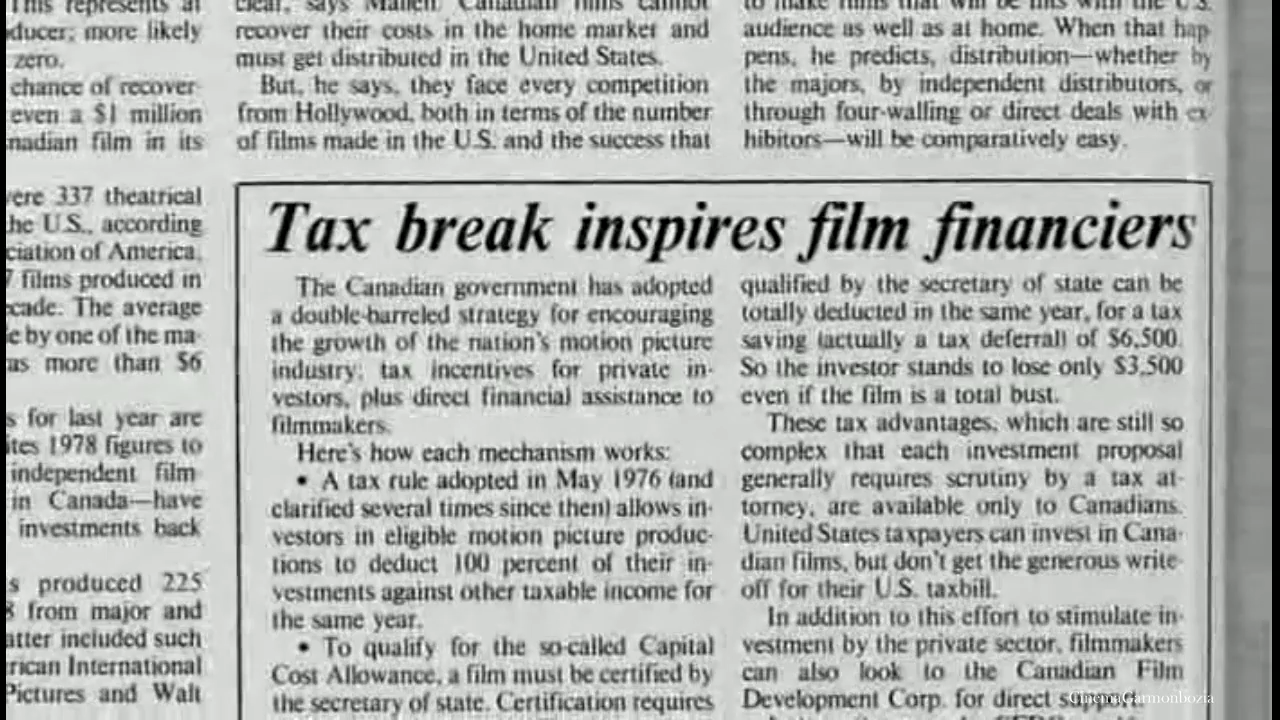 This represents at
ducer; more likely
zero.
chance of recover-
even a $1 million
nadian film in its
vere 337 theatrical
he U.S., according
ciation of America,
7 films produced in
ecade. The average
e by one of the ma-
as more than $6
s for last year are
ites 1978 figures to
independent film-
in Canada—have
investments back
s produced 225
8 from major and
atter included such
rican International
Pictures and Walt
clear, says Mallen. Canadian films cannot
recover their costs in the home market and
must get distributed in the United States.
But, he says, they face every competition
from Hollywood, both in terms of the number
of films made in the U.S. and the success that
to make films that will be hits with the U.S.
audience as well as at home. When that hap
pens, he predicts, distribution—whether by
the majors, by independent distributors, or
through four-walling or direct deals with ex
hibitors—will be comparatively easy.
Tax break inspires film financiers
The Canadian government has adopted
a double-barreled strategy for encouraging
the growth of the nation's motion picture
industry: tax incentives for private in-
vestors, plus direct financial assistance to
filmmakers.
Here's how each mechanism works:
• A tax rule adopted in May 1976 (and
clarified several times since then) allows in-
vestors in eligible motion picture produc-
tions to deduct 100 percent of their in-
vestments against other taxable income for
the same year.
• To qualify for the so-called Capital
Cost Allowance, a film must be certified by
the secretary of state. Certification requires
qualified by the secretary of state can be
totally deducted in the same year, for a tax
saving (actually a tax deferral) of $6,500.
So the investor stands to lose only $3,500
even if the film is a total bust.
These tax advantages, which are still so
complex that each investment proposal
generally requires scrutiny by a tax at-
torney, are available only to Canadians.
United States taxpayers can invest in Cana-
dian films, but don't get the generous write-
off for their U.S. taxbill.
In addition to this effort to stimulate in-
vestment by the private sector, filmmakers
can also look to the Canadian Film
Development Corp. for direct
CinemaGarmonbozia